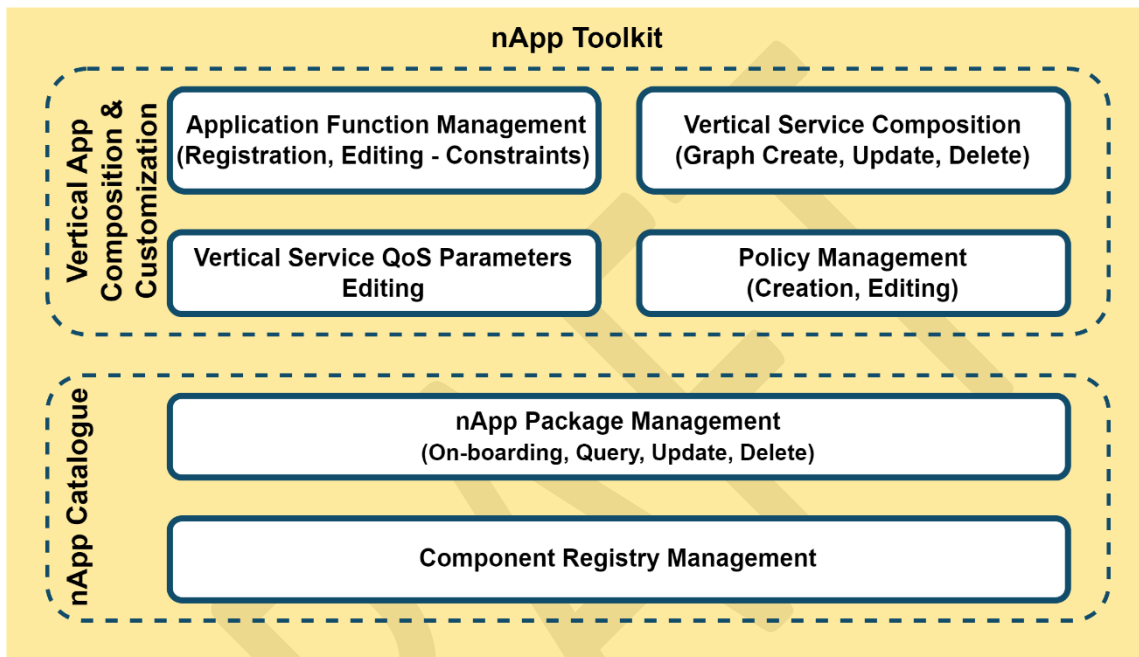 nApp Toolkit
Vertical App
Composition &
Customization
Application Function Management
(Registration, Editing - Constraints)
Vertical Service Composition
(Graph Create, Update, Delete)
Vertical Service QoS Parameters
Editing
Policy Management
(Creation, Editing)
nApp Catalogue
nApp Package Management
(On-boarding, Query, Update, Delete)
Component Registry Management
DRAFT